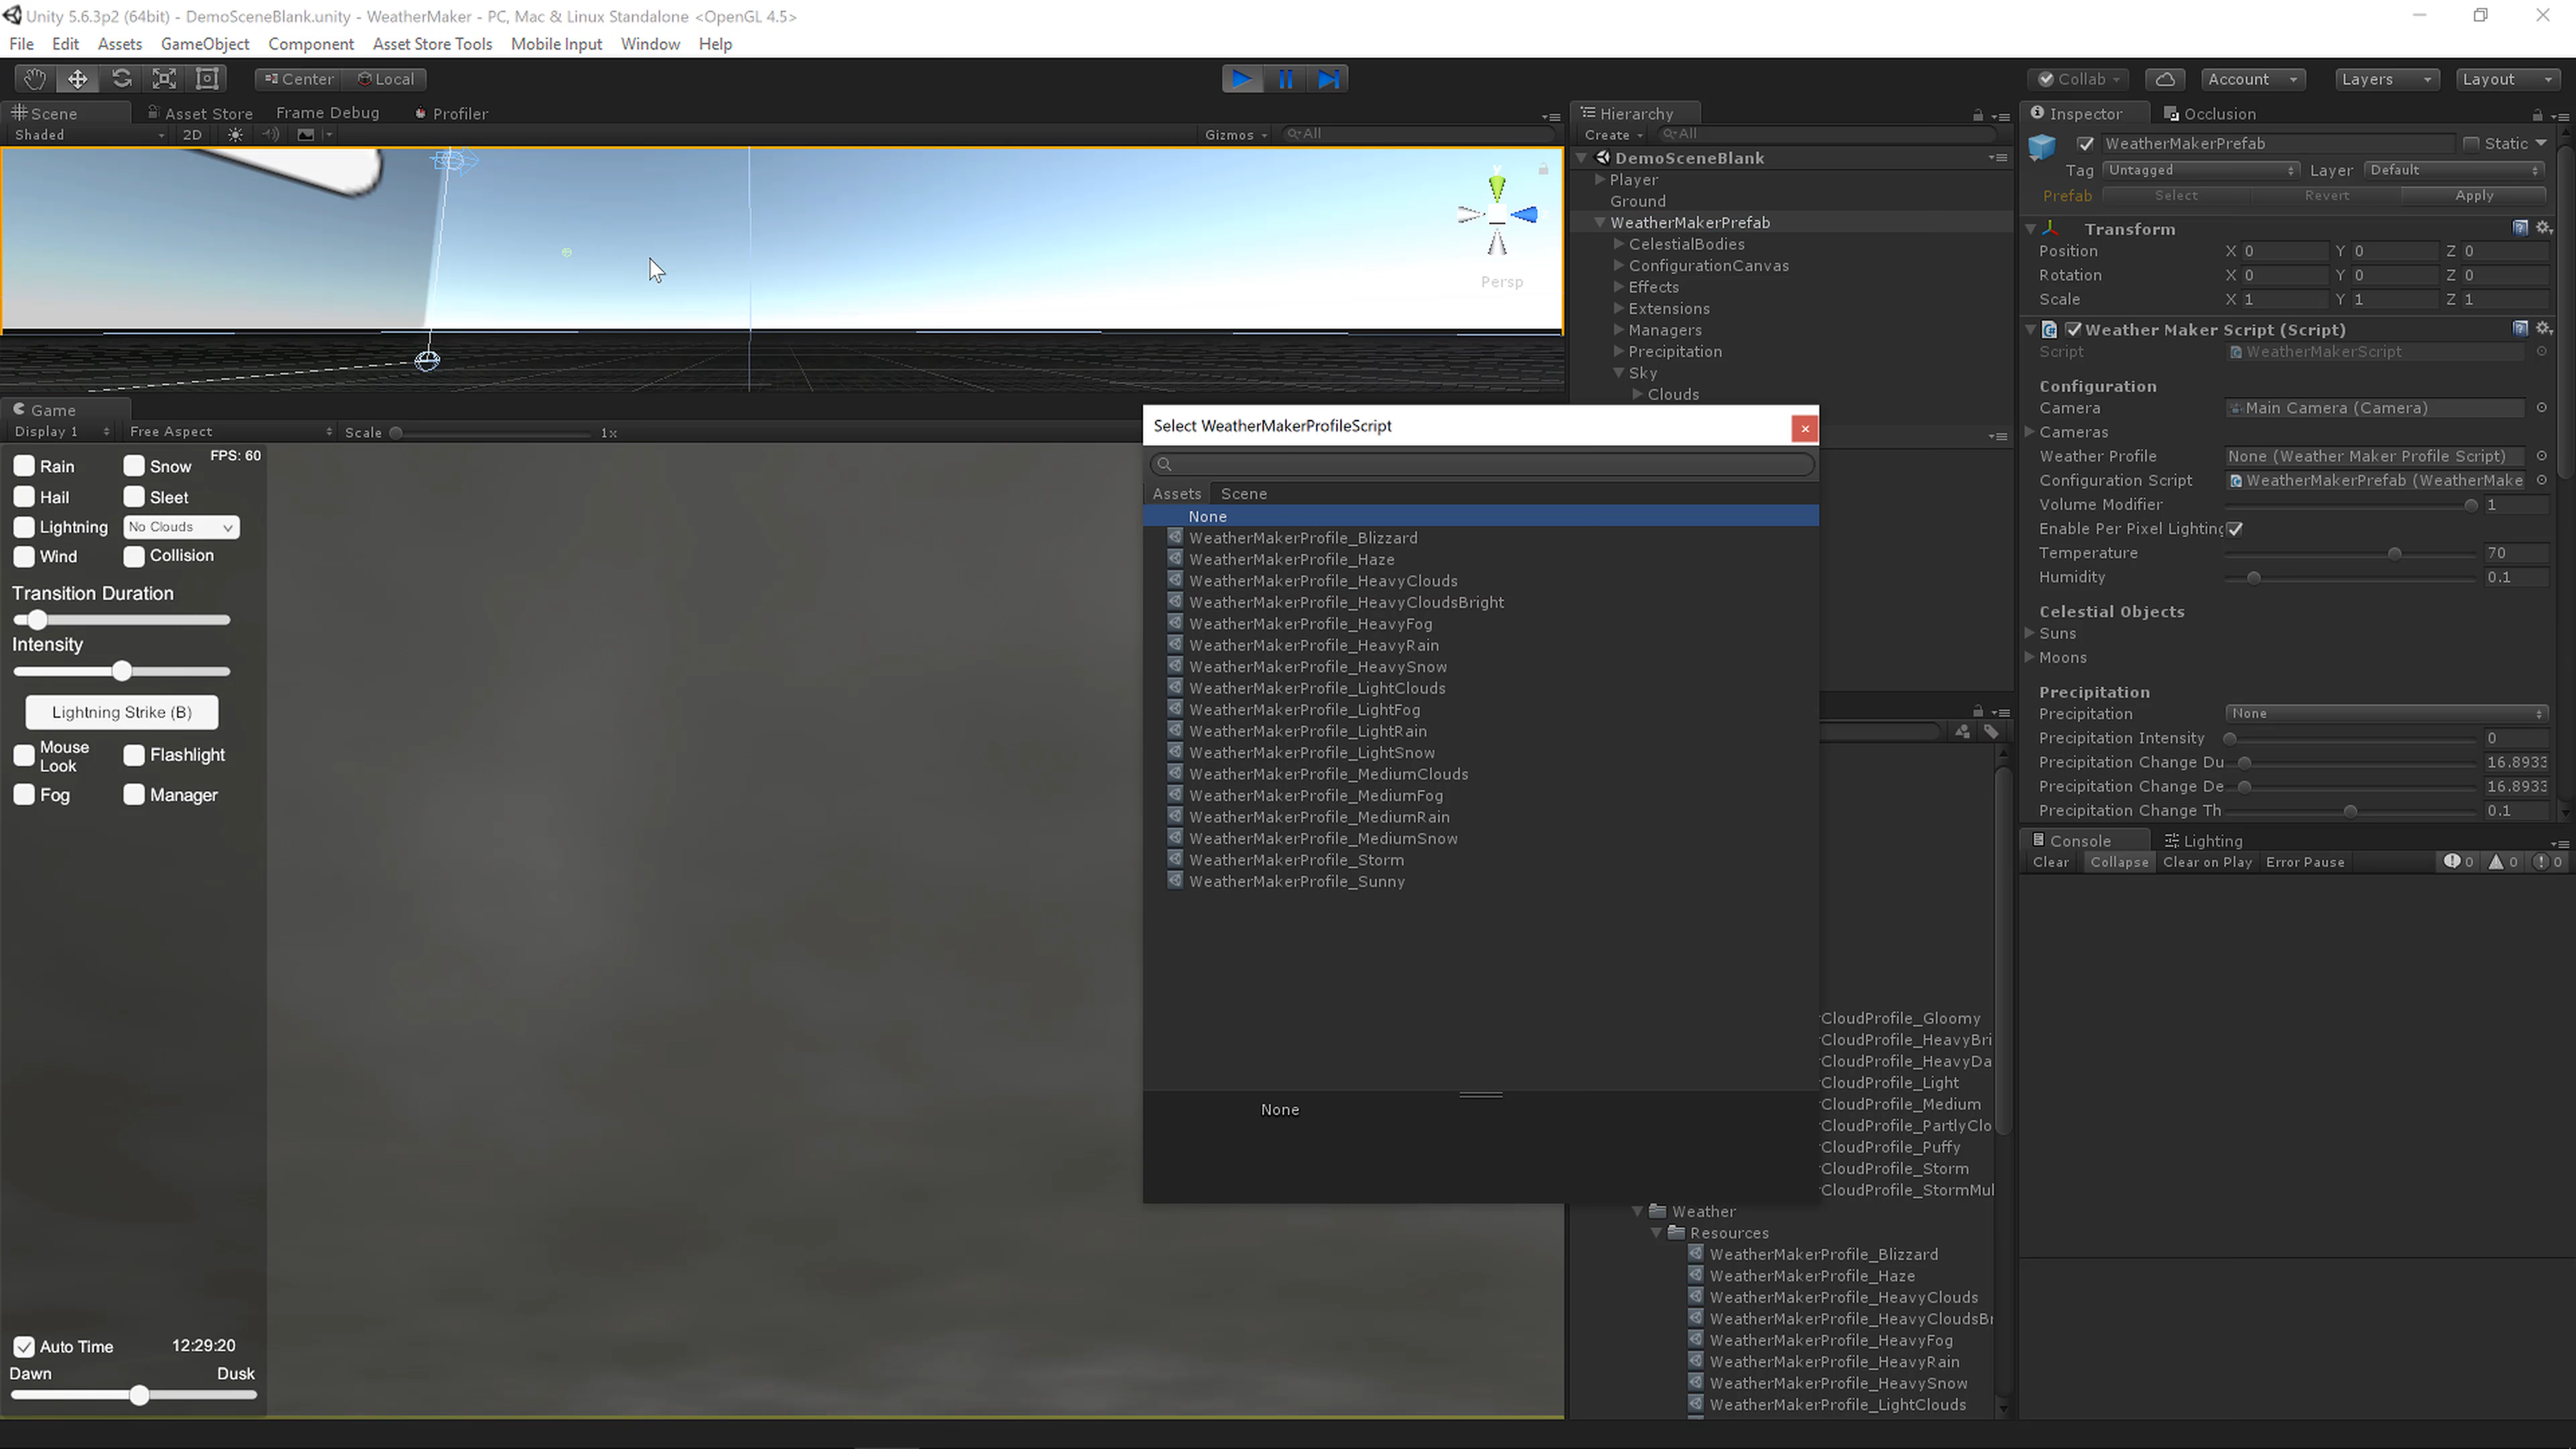 Unity 5.6.3p2 (64bit) - DemoSceneBlank.unity - WeatherMaker - PC, Mac & Linux Standalone <OpenGL 4.5>
File Edit Assets GameObject Component Asset Store Tools Mobile Input Window Help
Center Local
Collab Account Layers Layout
Scene Asset Store Frame Debug Profiler
Shaded 2D Gizmos All
Persp
Game
Display 1 Free Aspect Scale 1x
FPS: 60
Rain Snow
Hail Sleet
Lightning No Clouds
Wind Collision
Transition Duration
Intensity
Lightning Strike (B)
Mouse Look Flashlight
Fog Manager
Auto Time 12:29:20
Dawn Dusk
Hierarchy
Create All
DemoSceneBlank
Player
Ground
WeatherMakerPrefab
CelestialBodies
ConfigurationCanvas
Effects
Extensions
Managers
Precipitation
Sky
Clouds
Select WeatherMakerProfileScript
Assets Scene
None
WeatherMakerProfile_Blizzard
WeatherMakerProfile_Haze
WeatherMakerProfile_HeavyClouds
WeatherMakerProfile_HeavyCloudsBright
WeatherMakerProfile_HeavyFog
WeatherMakerProfile_HeavyRain
WeatherMakerProfile_HeavySnow
WeatherMakerProfile_LightClouds
WeatherMakerProfile_LightFog
WeatherMakerProfile_LightRain
WeatherMakerProfile_LightSnow
WeatherMakerProfile_MediumClouds
WeatherMakerProfile_MediumFog
WeatherMakerProfile_MediumRain
WeatherMakerProfile_MediumSnow
WeatherMakerProfile_Storm
WeatherMakerProfile_Sunny
None
CloudProfile_Gloomy
CloudProfile_HeavyBri
CloudProfile_HeavyDa
CloudProfile_Light
CloudProfile_Medium
CloudProfile_PartlyClo
CloudProfile_Puffy
CloudProfile_Storm
CloudProfile_StormMul
Weather
Resources
WeatherMakerProfile_Blizzard
WeatherMakerProfile_Haze
WeatherMakerProfile_HeavyClouds
WeatherMakerProfile_HeavyCloudsBr
WeatherMakerProfile_HeavyFog
WeatherMakerProfile_HeavyRain
WeatherMakerProfile_HeavySnow
WeatherMakerProfile_LightClouds
Inspector Occlusion
WeatherMakerPrefab Static
Tag Untagged Layer Default
Prefab Select Revert Apply
Transform
Position X 0 Y 0 Z 0
Rotation X 0 Y 0 Z 0
Scale X 1 Y 1 Z 1
Weather Maker Script (Script)
Script WeatherMakerScript
Configuration
Camera Main Camera (Camera)
Cameras
Weather Profile None (Weather Maker Profile Script)
Configuration Script WeatherMakerPrefab (WeatherMake
Volume Modifier 1
Enable Per Pixel Lighting
Temperature 70
Humidity 0.1
Celestial Objects
Suns
Moons
Precipitation
Precipitation None
Precipitation Intensity 0
Precipitation Change Du 16.8933
Precipitation Change De 16.8933
Precipitation Change Th 0.1
Console Lighting
Clear Collapse Clear on Play Error Pause 0 0 0